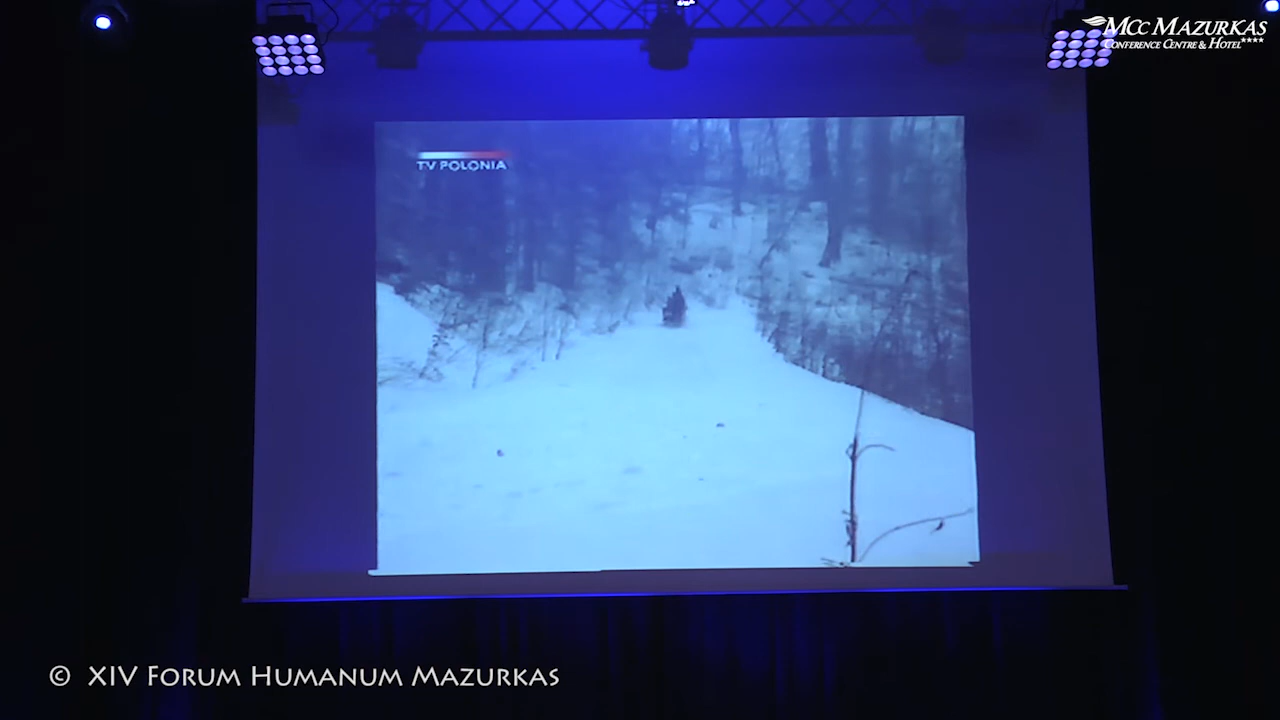 MCC MAZURKAS
CONFERENCE CENTRE & HOTEL****
TV POLONIA
© XIV FORUM HUMANUM MAZURKAS